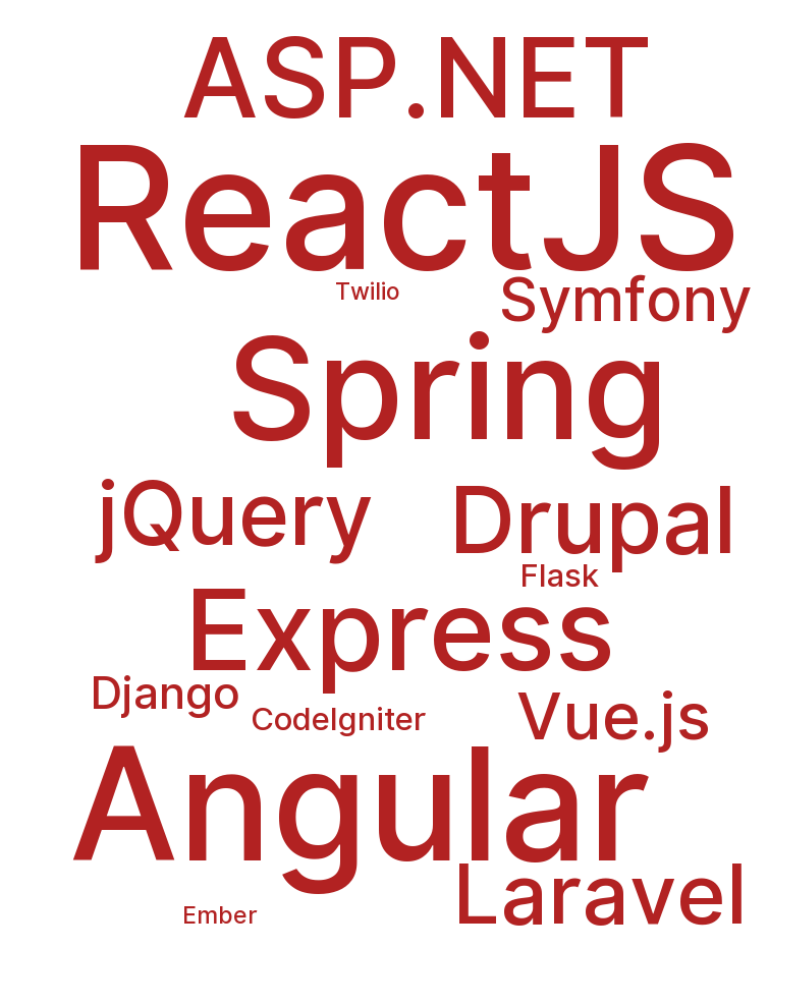 ASP.NET
ReactJS
Twilio
Symfony
Spring
jQuery
Drupal
Flask
Express
Django
CodeIgniter
Vue.js
Angular
Laravel
Ember